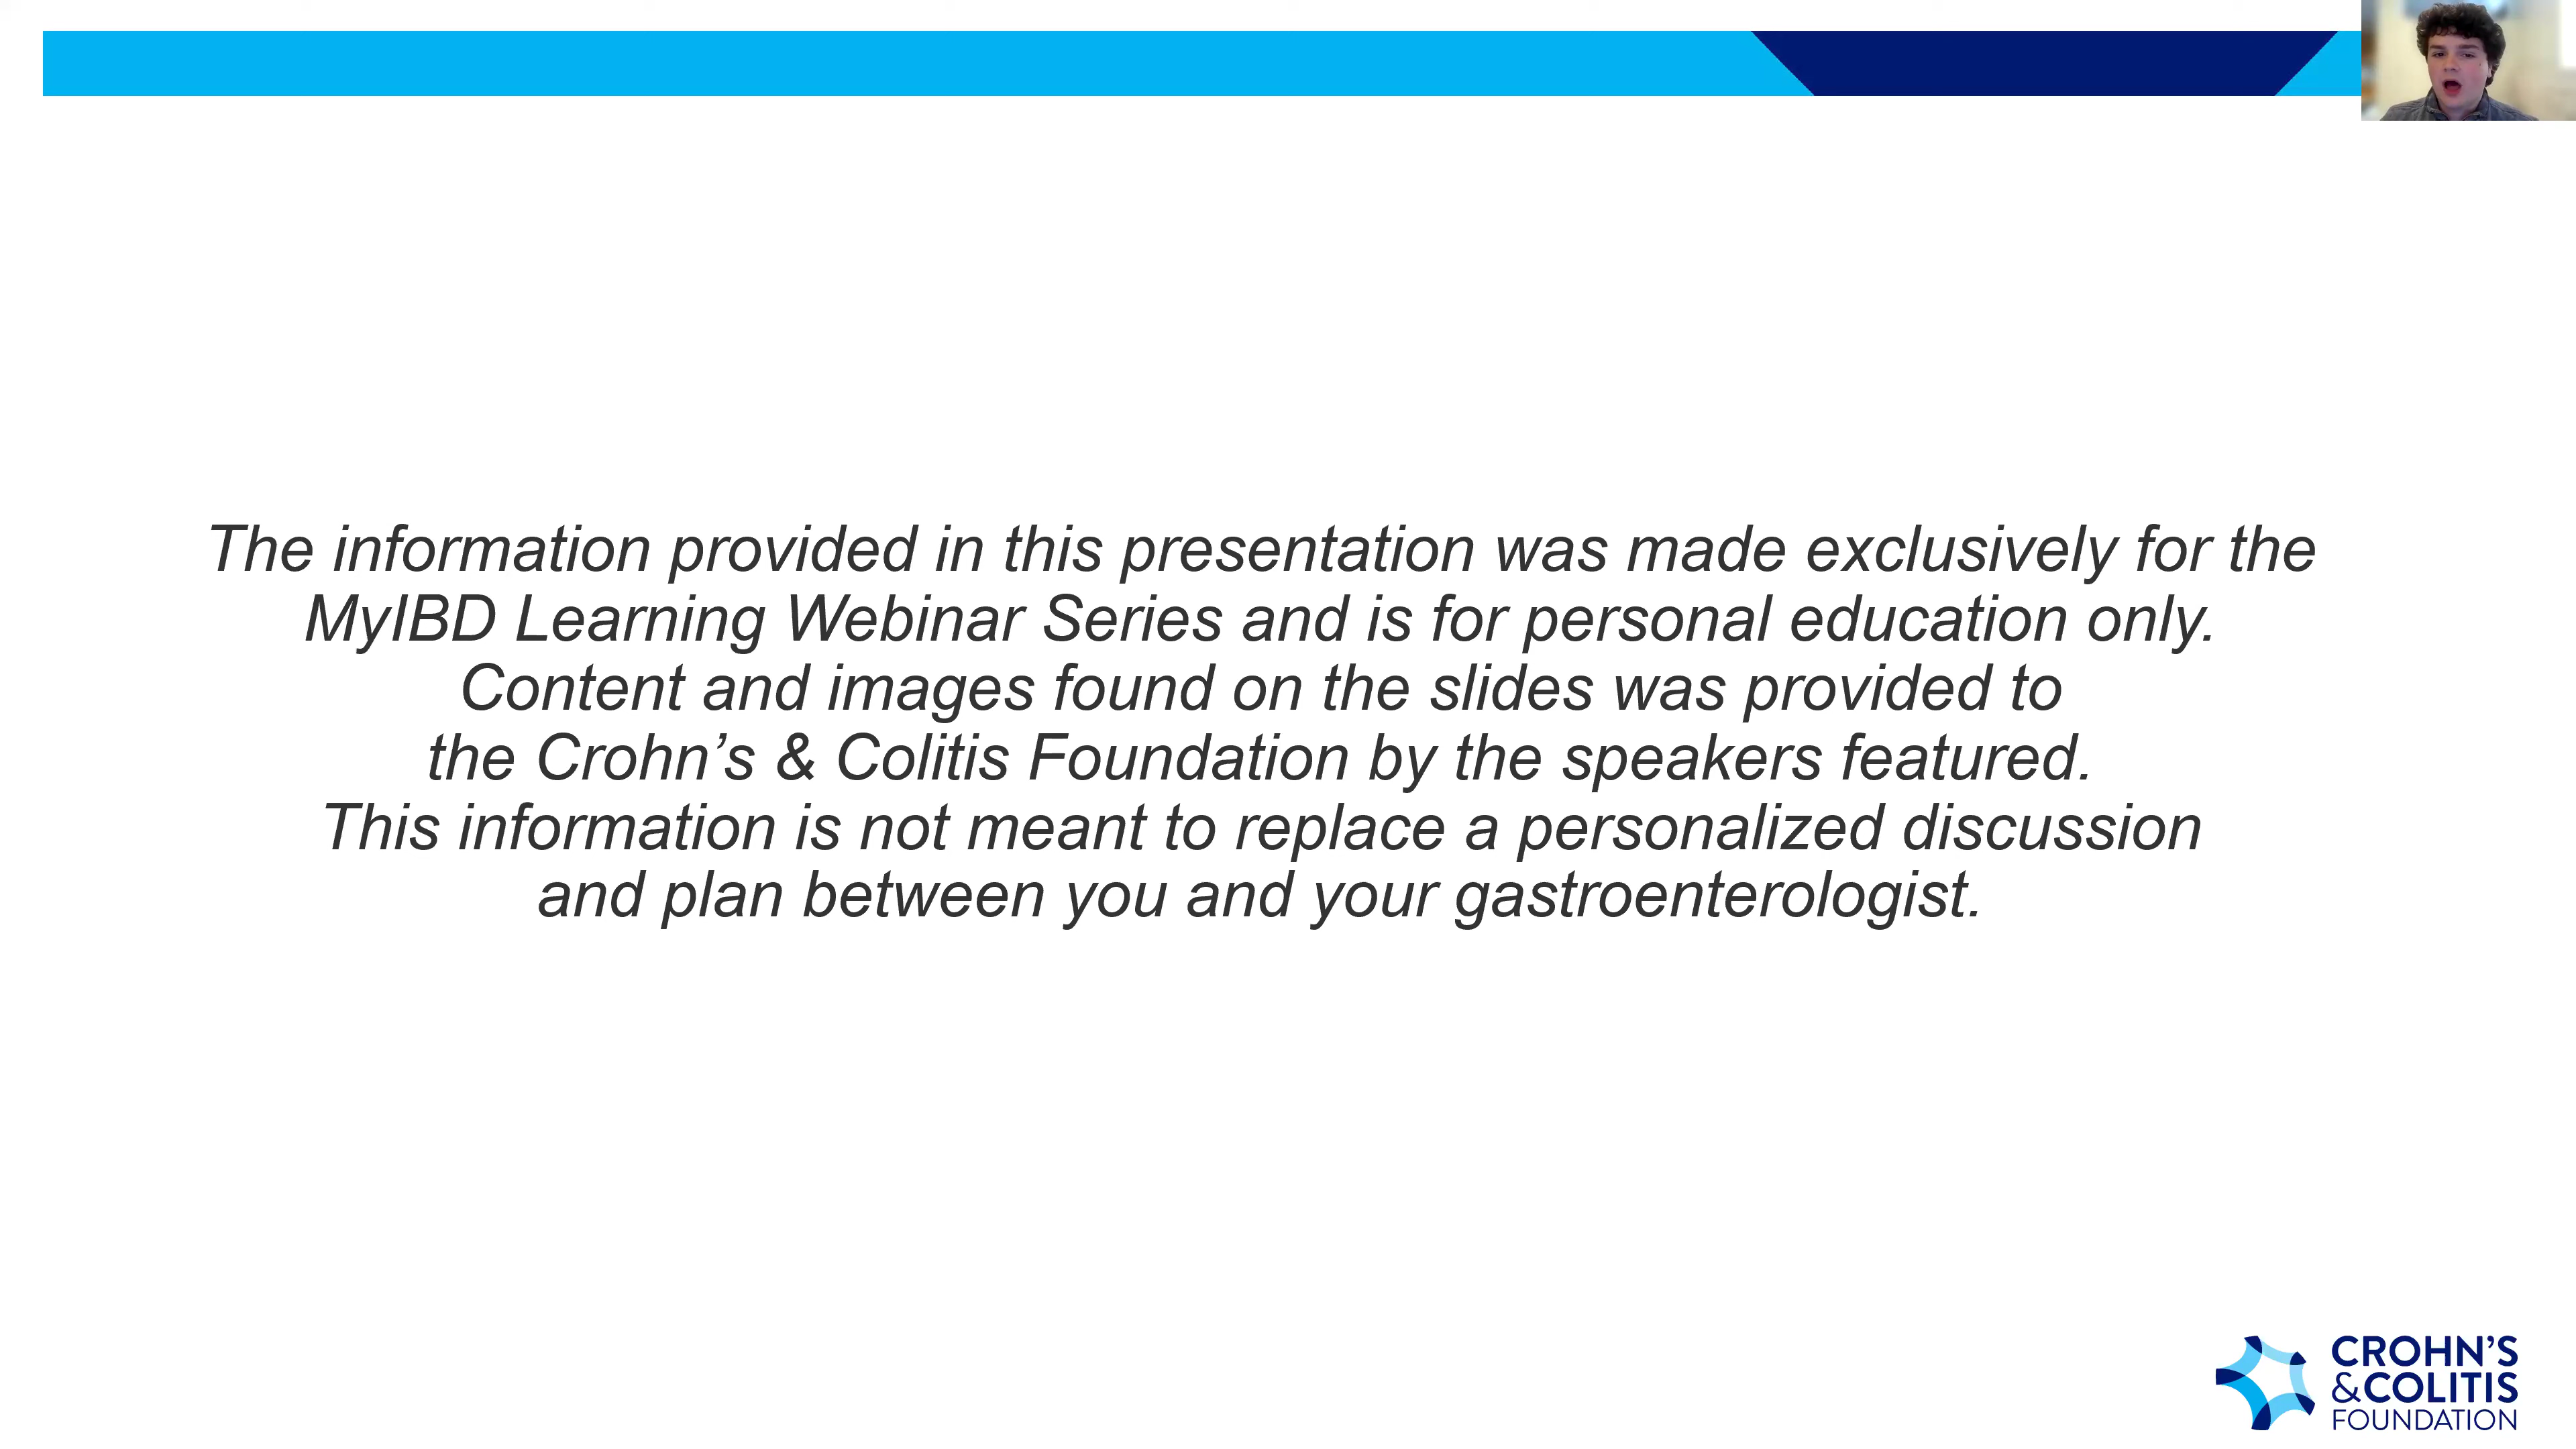 The information provided in this presentation was made exclusively for the
MyIBD Learning Webinar Series and is for personal education only.
Content and images found on the slides was provided to
the Crohn’s & Colitis Foundation by the speakers featured.
This information is not meant to replace a personalized discussion
and plan between you and your gastroenterologist.
CROHN’S
&COLITIS
FOUNDATION